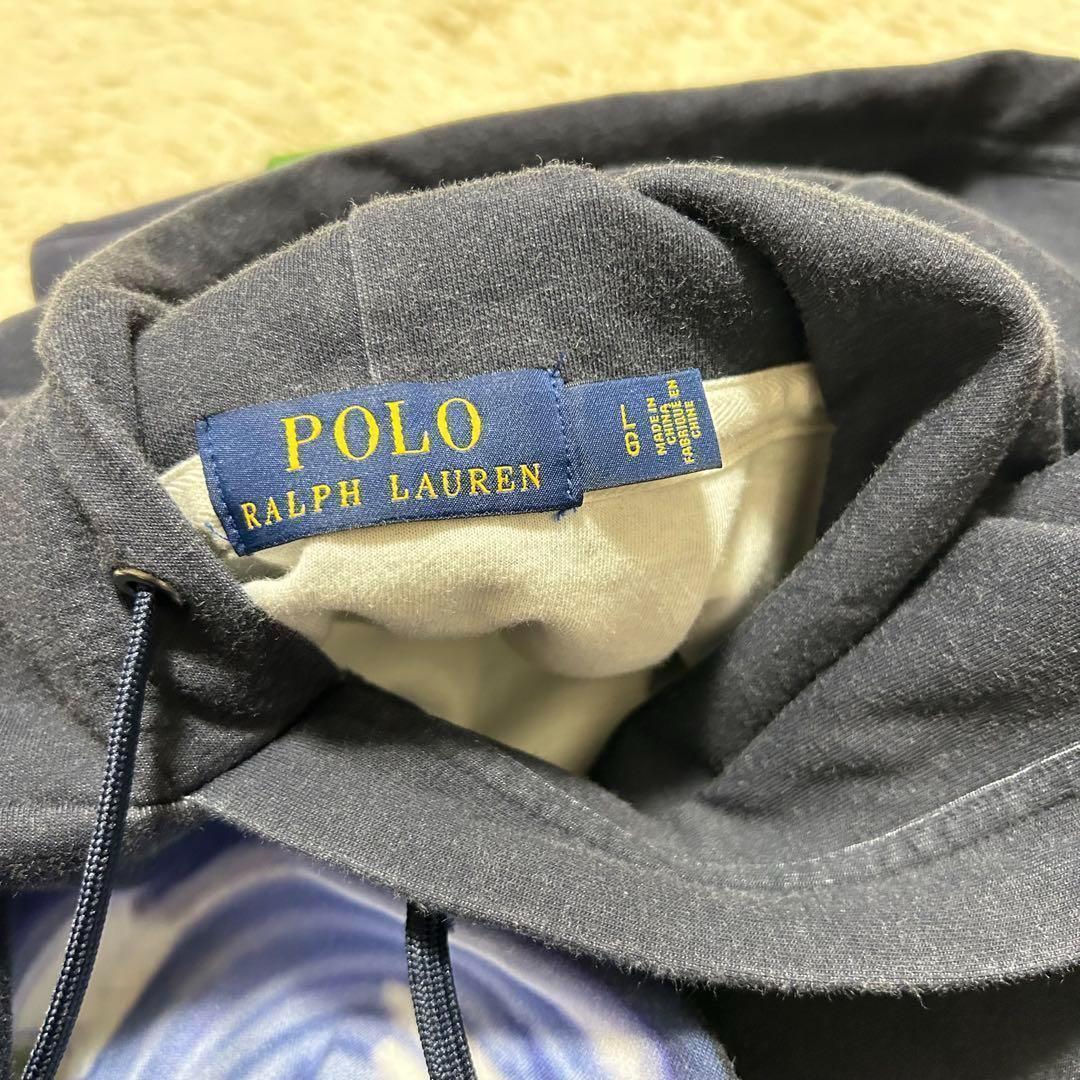 POLO
RALPH LAUREN
L
G
MADE IN
CHINA
FABRIQUÉ EN
CHINE